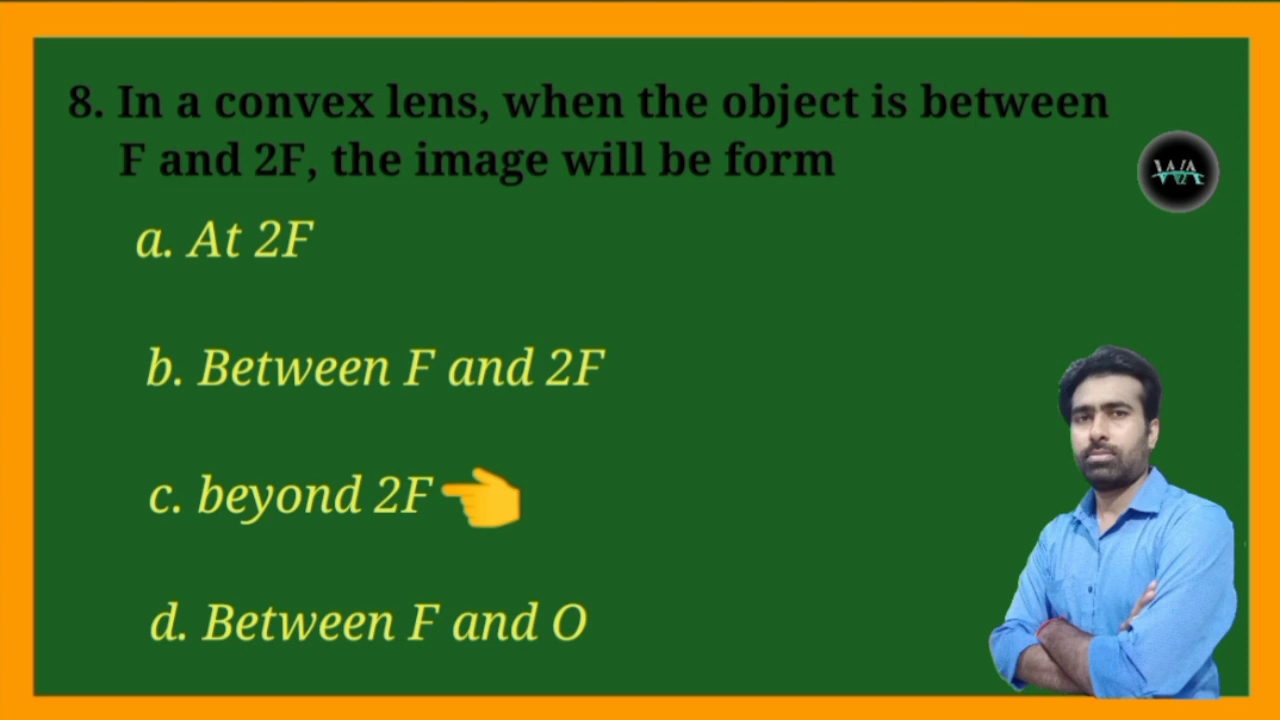 8. In a convex lens, when the object is between
F and 2F, the image will be form
a. At 2F
b. Between F and 2F
c. beyond 2F
d. Between F and O